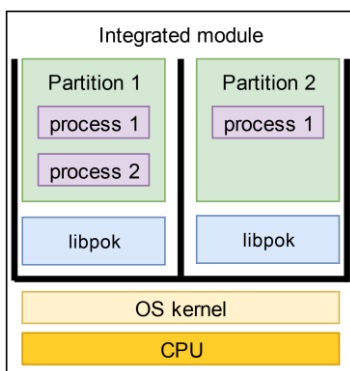 Integrated module
Partition 1
process 1
process 2
libpok
Partition 2
process 1
libpok
OS kernel
CPU